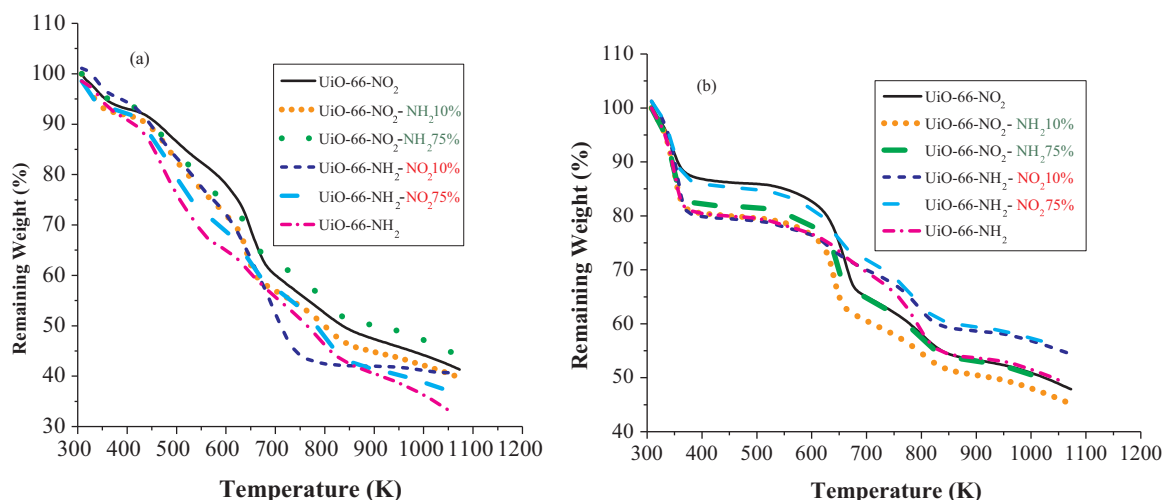 110
100
90
80
70
60
50
40
30
Remaining Weight (%)
300 400 500 600 700 800 900 1000 1100 1200
Temperature (K)
(a)
UiO-66-NO₂
UiO-66-NO₂-NH₂10%
UiO-66-NO₂-NH₂75%
UiO-66-NH₂-NO₂10%
UiO-66-NH₂-NO₂75%
UiO-66-NH₂
110
100
90
80
70
60
50
40
Remaining Weight (%)
300 400 500 600 700 800 900 1000 1100 1200
Temperature (K)
(b)
UiO-66-NO₂
UiO-66-NO₂- NH₂10%
UiO-66-NO₂- NH₂75%
UiO-66-NH₂- NO₂10%
UiO-66-NH₂- NO₂75%
UiO-66-NH₂